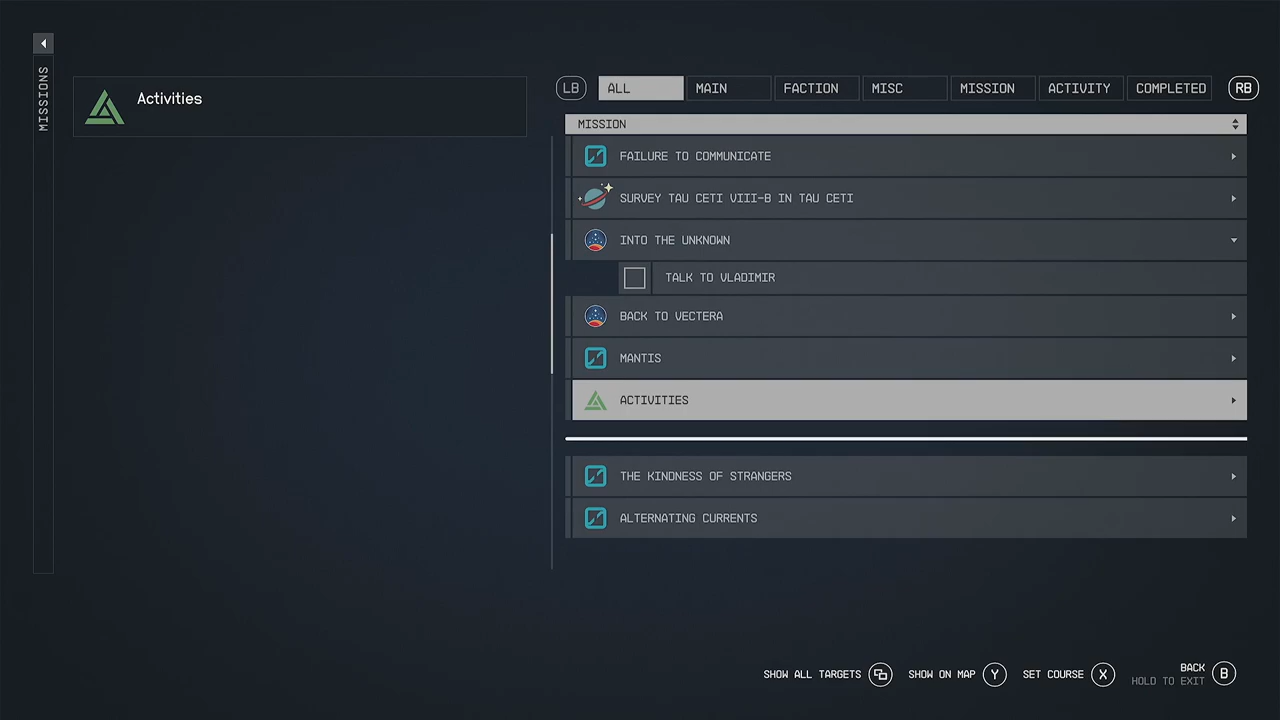 MISSIONS
Activities
LB ALL MAIN FACTION MISC MISSION ACTIVITY COMPLETED RB
MISSION
FAILURE TO COMMUNICATE
SURVEY TAU CETI VIII-B IN TAU CETI
INTO THE UNKNOWN
TALK TO VLADIMIR
BACK TO VECTERA
MANTIS
ACTIVITIES
THE KINDNESS OF STRANGERS
ALTERNATING CURRENTS
SHOW ALL TARGETS SHOW ON MAP Y SET COURSE X BACK B
HOLD TO EXIT